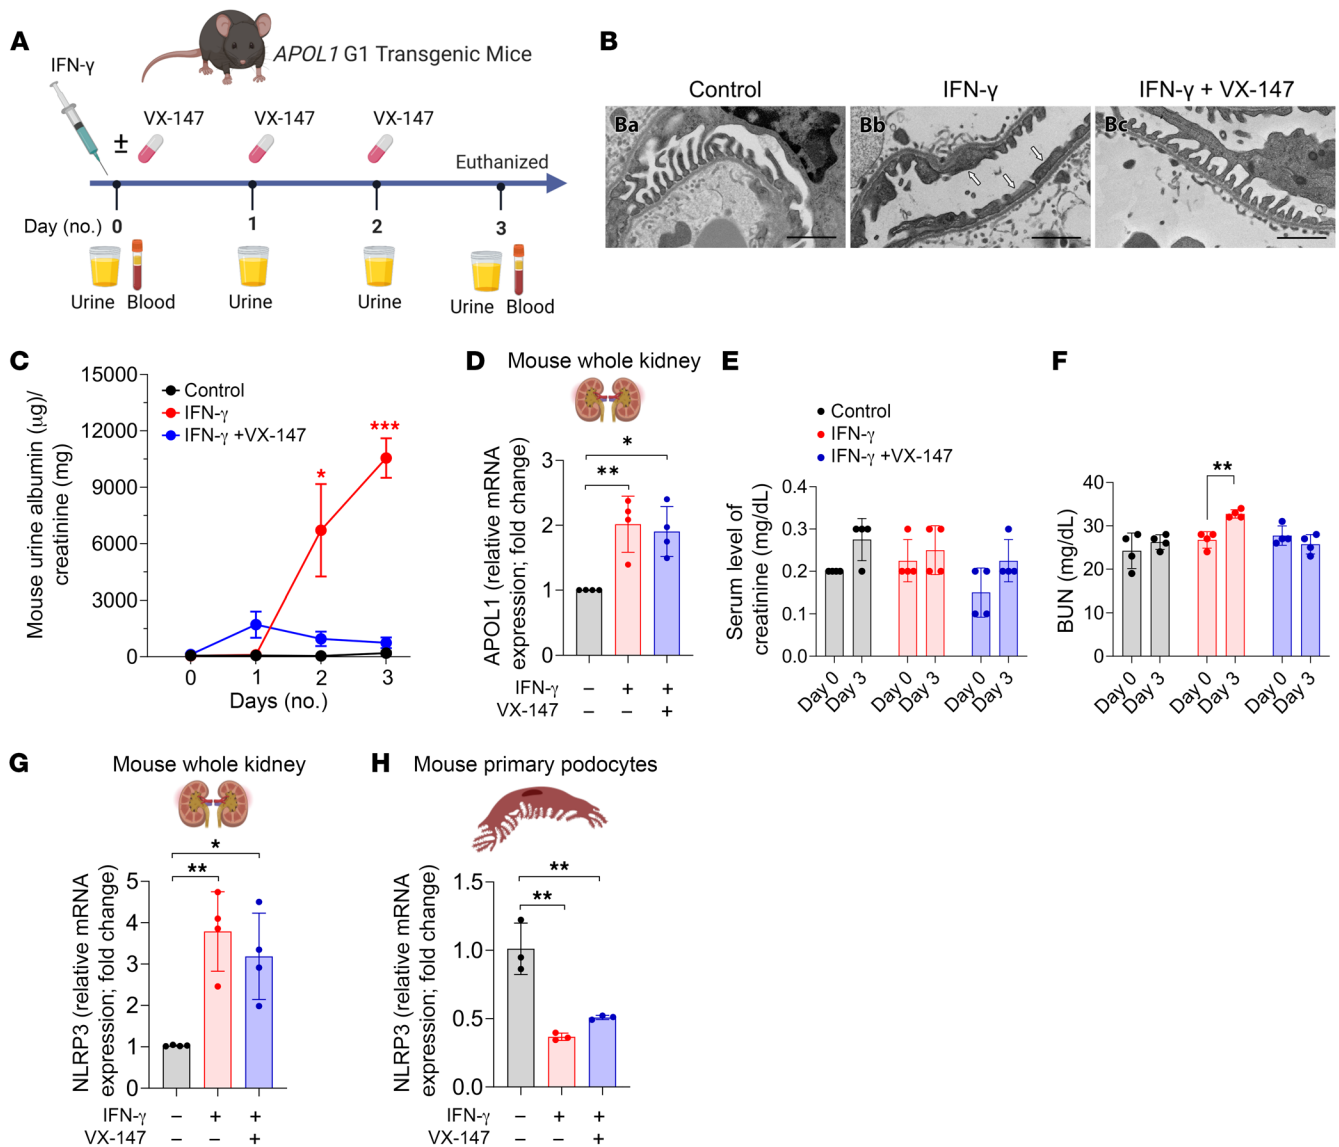 A
IFN-γ
APOL1 G1 Transgenic Mice
±
VX-147
VX-147
VX-147
Euthanized
Day (no.) 0 1 2 3
Urine Blood
Urine
Urine
Urine Blood
B
Control
IFN-γ
IFN-γ + VX-147
Ba
Bb
Bc
C
Mouse urine albumin (μg)/
creatinine (mg)
15000
12000
9000
6000
3000
0
Control
IFN-γ
IFN-γ +VX-147
*
***
0 1 2 3
Days (no.)
D
Mouse whole kidney
APOL1 (relative mRNA
expression; fold change)
3
2
1
0
*
**
IFN-γ – + +
VX-147 – – +
E
Control
IFN-γ
IFN-γ +VX-147
Serum level of
creatinine (mg/dL)
0.4
0.3
0.2
0.1
0.0
Day 0
Day 3
Day 0
Day 3
Day 0
Day 3
F
BUN (mg/dL)
40
30
20
10
0
**
Day 0
Day 3
Day 0
Day 3
Day 0
Day 3
G
Mouse whole kidney
NLRP3 (relative mRNA
expression; fold change)
5
4
3
2
1
0
*
**
IFN-γ – + +
VX-147 – – +
H
Mouse primary podocytes
NLRP3 (relative mRNA
expression; fold change)
1.5
1.0
0.5
0.0
**
**
IFN-γ – + +
VX-147 – – +